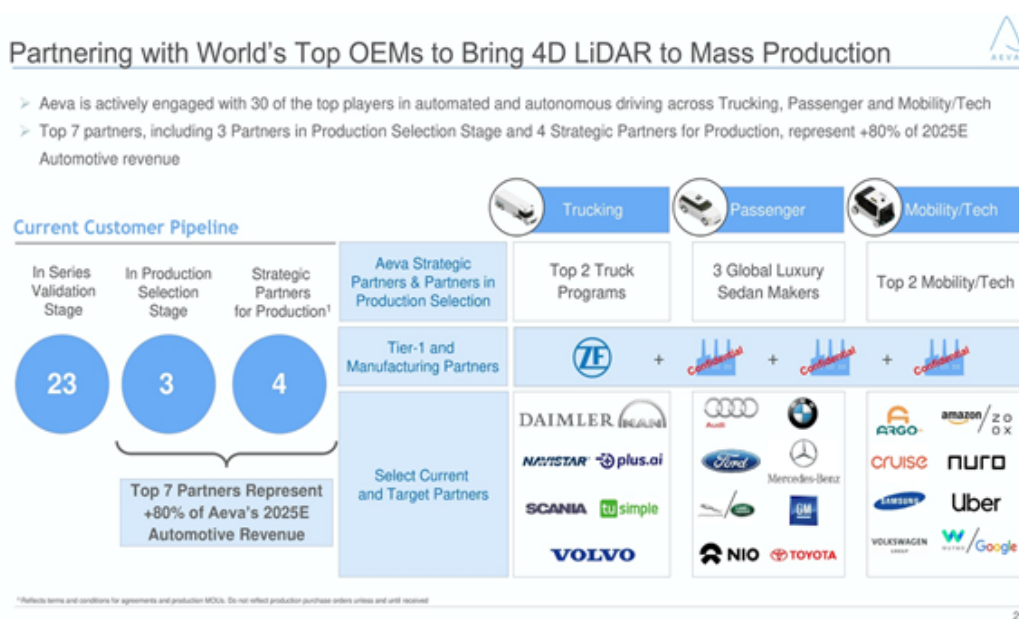 AEVA
Partnering with World's Top OEMs to Bring 4D LiDAR to Mass Production
Aeva is actively engaged with 30 of the top players in automated and autonomous driving across Trucking, Passenger and Mobility/Tech
Top 7 partners, including 3 Partners in Production Selection Stage and 4 Strategic Partners for Production, represent +80% of 2025E
Automotive revenue
Trucking
Passenger
Mobility/Tech
Current Customer Pipeline
In Series
Validation
Stage
In Production
Selection
Stage
Strategic
Partners
for Production¹
23
3
4
Top 7 Partners Represent
+80% of Aeva's 2025E
Automotive Revenue
Aeva Strategic
Partners & Partners in
Production Selection
Top 2 Truck
Programs
3 Global Luxury
Sedan Makers
Top 2 Mobility/Tech
Tier-1 and
Manufacturing Partners
ZF
+
Confidential
+
Confidential
+
Confidential
Select Current
and Target Partners
DAIMLER MAN
NAVISTAR plus.ai
SCANIA tu simple
VOLVO
Audi
BMW
Ford
Mercedes-Benz
LAND ROVER
GM
NIO TOYOTA
ARGO amazon/ZOOX
cruise nuro
SAMSUNG Uber
VOLKSWAGEN
GROUP
WAYMO/Google
¹ Reflects terms and conditions for agreements and production MOUs. Do not reflect production purchase orders unless and until received
2